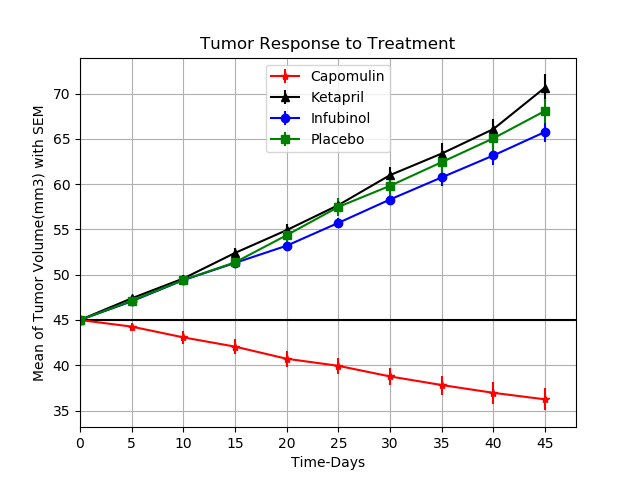 Tumor Response to Treatment
Capomulin
Ketapril
Infubinol
Placebo
Mean of Tumor Volume(mm3) with SEM
70
65
60
55
50
45
40
35
0 5 10 15 20 25 30 35 40 45
Time-Days